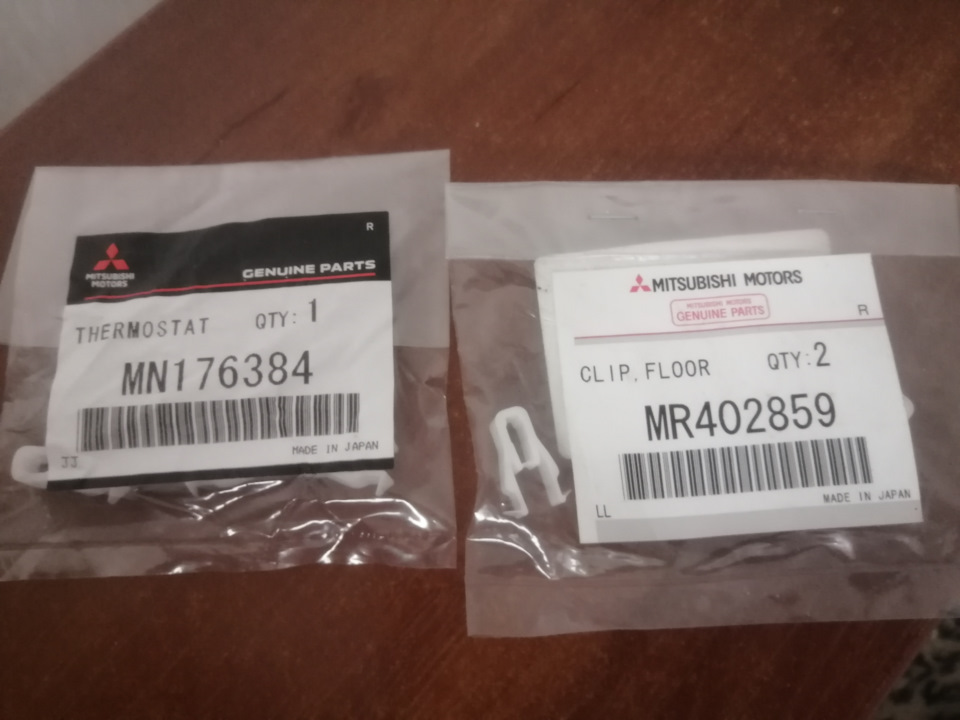 R
MITSUBISHI
MOTORS
GENUINE PARTS
THERMOSTAT QTY: 1
MN176384
MADE IN JAPAN
JJ
MITSUBISHI MOTORS
MITSUBISHI MOTORS
GENUINE PARTS
R
CLIP, FLOOR QTY: 2
MR402859
MADE IN JAPAN
LL